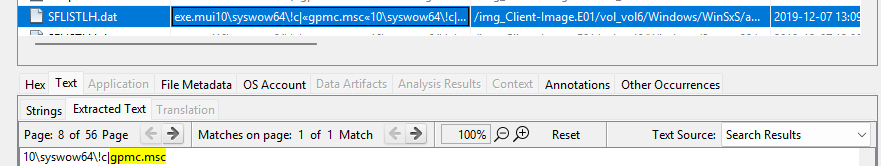 SFLISTLH.dat exe.mui10\syswow64\!c|«gpmc.msc«10\syswow64\!c|... /img_Client-Image.E01/vol_vol6/Windows/WinSxS/a... 2019-12-07 13:09
Hex Text Application File Metadata OS Account Data Artifacts Analysis Results Context Annotations Other Occurrences
Strings Extracted Text Translation
Page: 8 of 56 Page Matches on page: 1 of 1 Match 100% Reset Text Source: Search Results
10\syswow64\!c|gpmc.msc